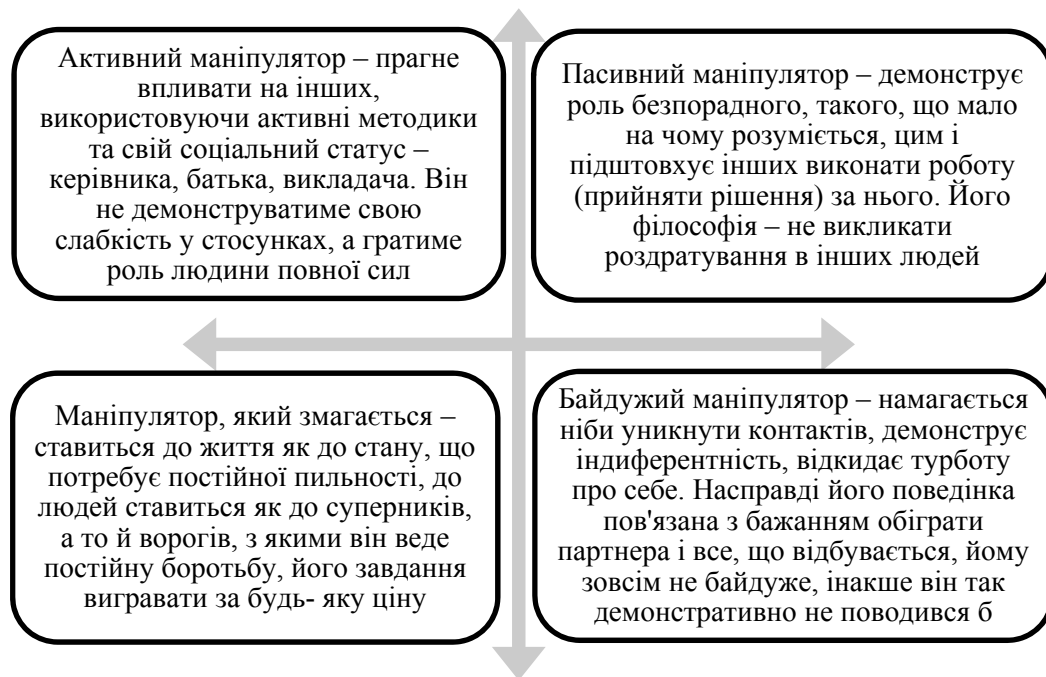 Активний маніпулятор – прагне
впливати на інших,
використовуючи активні методики
та свій соціальний статус –
керівника, батька, викладача. Він
не демонструватиме свою
слабкість у стосунках, а гратиме
роль людини повної сил
Пасивний маніпулятор – демонструє
роль безпорадного, такого, що мало
на чому розуміється, цим і
підштовхує інших виконати роботу
(прийняти рішення) за нього. Його
філософія – не викликати
роздратування в інших людей
Маніпулятор, який змагається –
ставиться до життя як до стану, що
потребує постійної пильності, до
людей ставиться як до суперників,
а то й ворогів, з якими він веде
постійну боротьбу, його завдання
вигравати за будь- яку ціну
Байдужий маніпулятор – намагається
ніби уникнути контактів, демонструє
індиферентність, відкидає турботу
про себе. Насправді його поведінка
пов'язана з бажанням обіграти
партнера і все, що відбувається, йому
зовсім не байдуже, інакше він так
демонстративно не поводився б